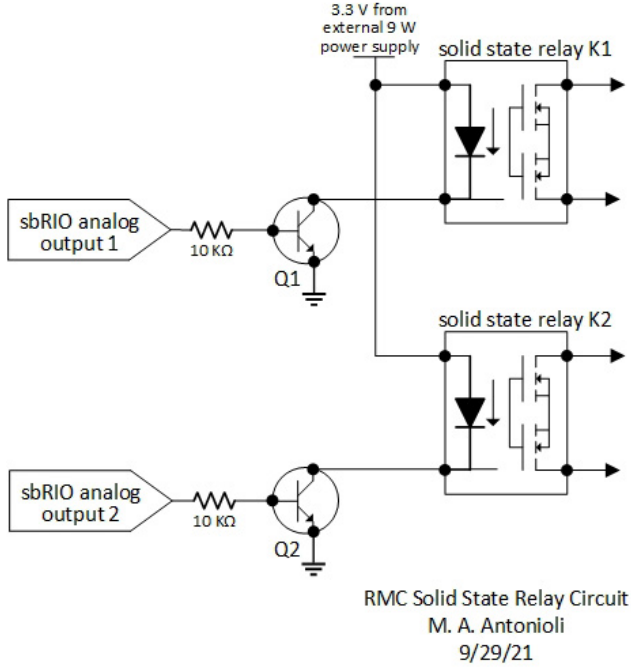 3.3 V from
external 9 W
power supply
solid state relay K1
sbRIO analog
output 1
10 KΩ
Q1
solid state relay K2
sbRIO analog
output 2
10 KΩ
Q2
RMC Solid State Relay Circuit
M. A. Antonioli
9/29/21